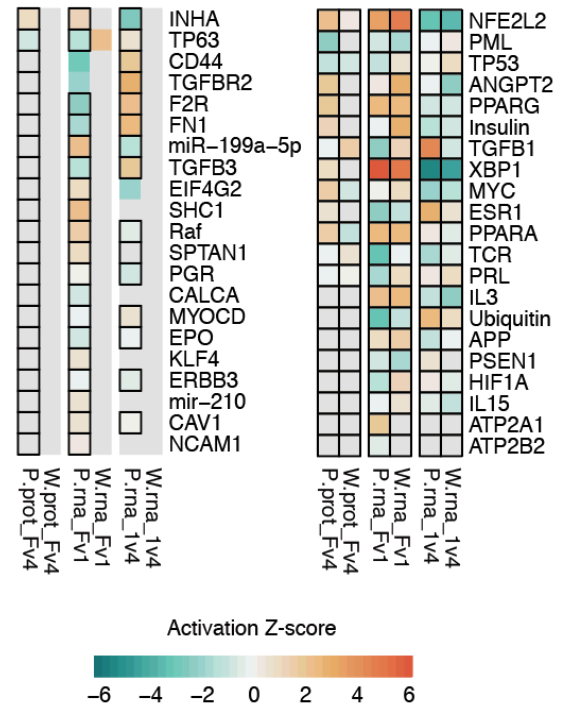 INHA
TP63
CD44
TGFBR2
F2R
FN1
miR−199a−5p
TGFB3
EIF4G2
SHC1
Raf
SPTAN1
PGR
CALCA
MYOCD
EPO
KLF4
ERBB3
mir−210
CAV1
NCAM1
P.prot_Fv4
W.prot_Fv4
P.rna_Fv1
W.rna_Fv1
P.rna_1v4
W.rna_1v4
NFE2L2
PML
TP53
ANGPT2
PPARG
Insulin
TGFB1
XBP1
MYC
ESR1
PPARA
TCR
PRL
IL3
Ubiquitin
APP
PSEN1
HIF1A
IL15
ATP2A1
ATP2B2
P.prot_Fv4
W.prot_Fv4
P.rna_Fv1
W.rna_Fv1
P.rna_1v4
W.rna_1v4
Activation Z-score
−6 −4 −2 0 2 4 6